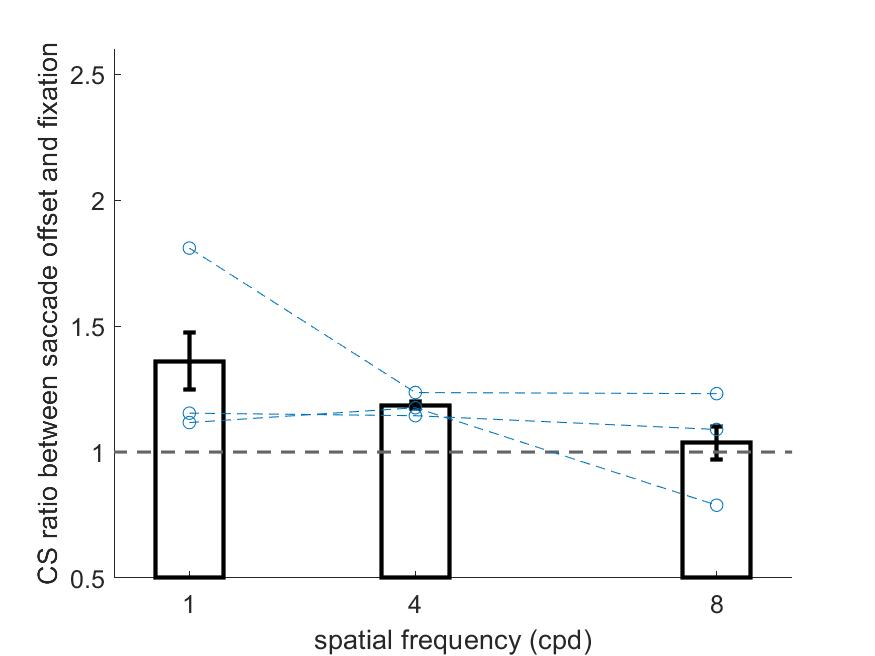 CS ratio between saccade offset and fixation
2.5
2
1.5
1
0.5
1 4 8
spatial frequency (cpd)